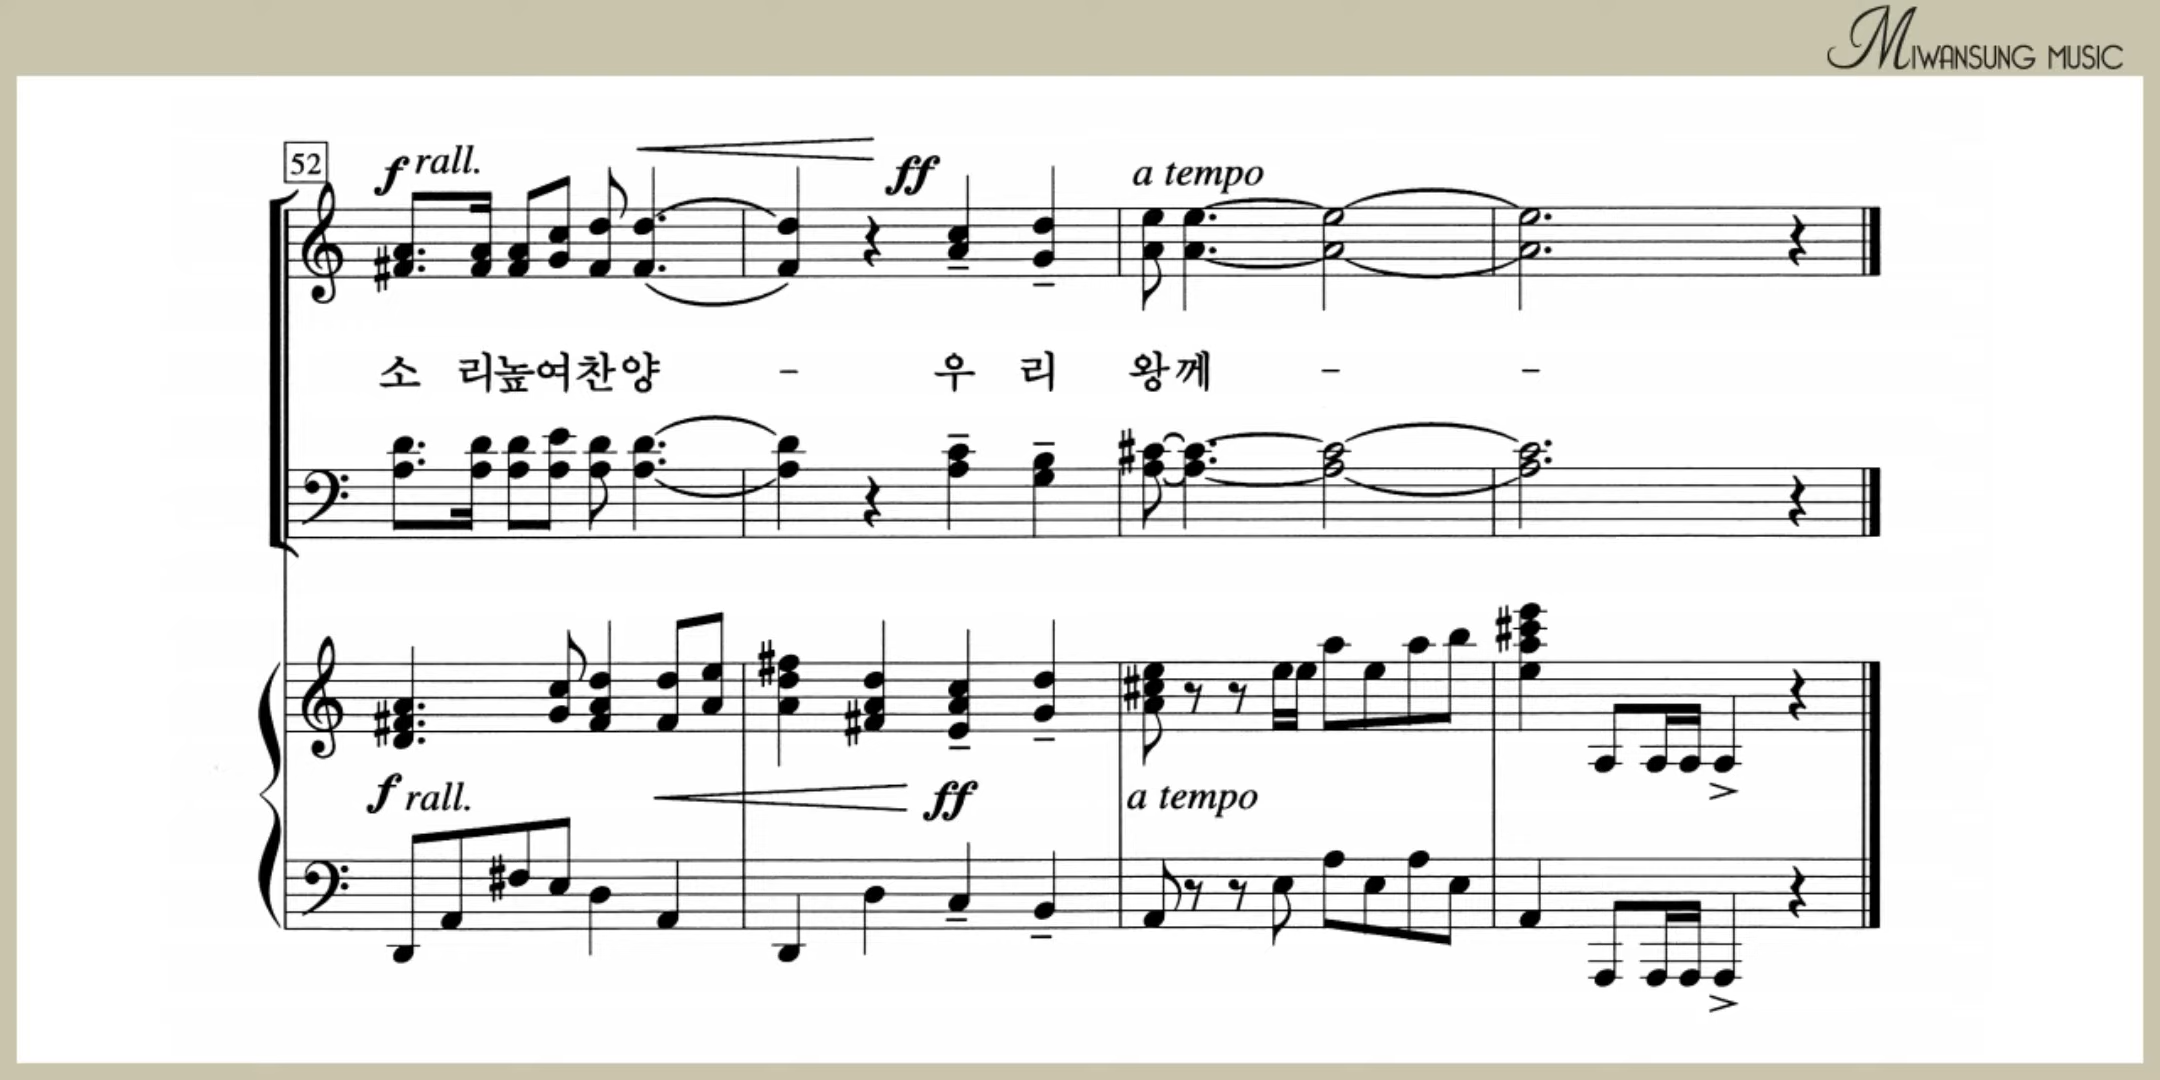 MIWANSUNG MUSIC
52
f rall.
ff
a tempo
소 리높여찬양 - 우 리 왕께 - -
f rall.
ff
a tempo